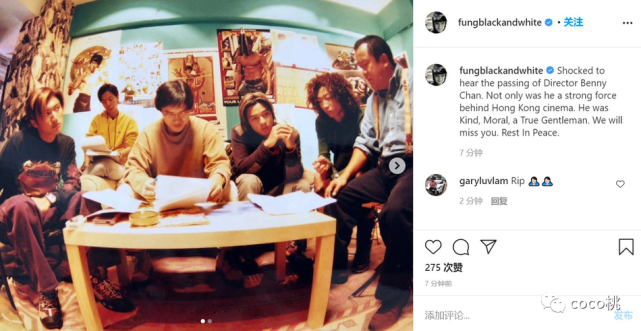 fungblackandwhite • 关注
fungblackandwhite Shocked to
hear the passing of Director Benny
Chan. Not only was he a strong force
behind Hong Kong cinema. He was
Kind, Moral, a True Gentleman. We will
miss you. Rest In Peace.
7 分钟
garyluvlam Rip
2 分钟 回复
275 次赞
7 分钟前
添加评论...
发布
coco桃